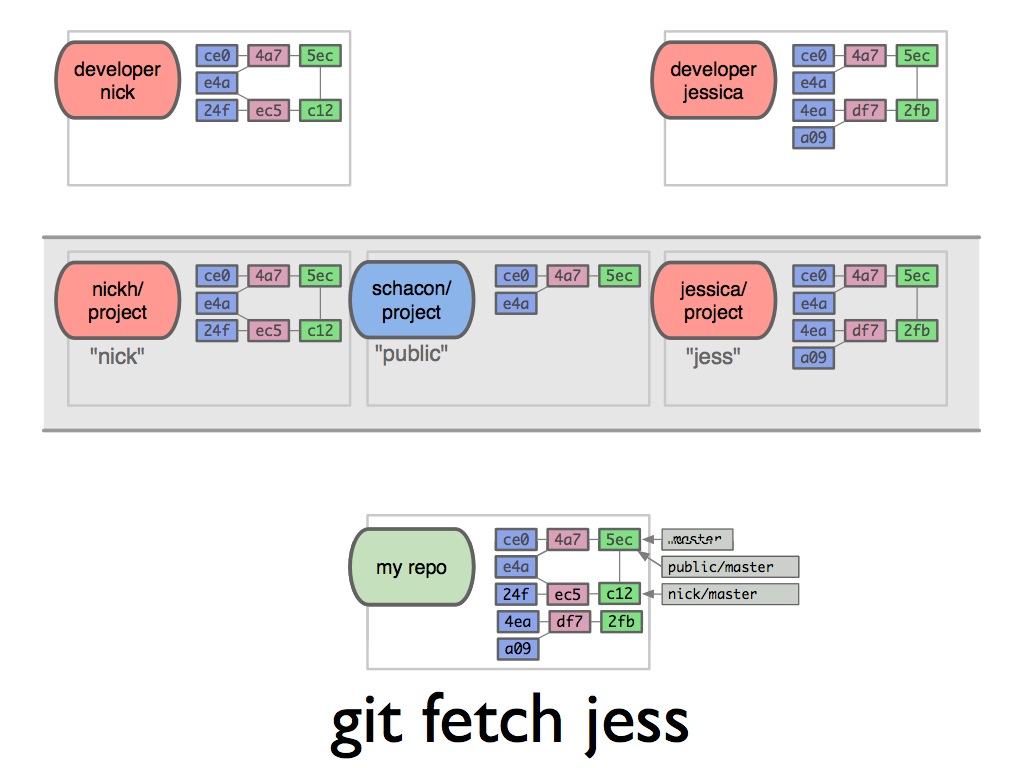 developer
nick
ce0 4a7 5ec
e4a
24f ec5 c12
developer
jessica
ce0 4a7 5ec
e4a
4ea df7 2fb
a09
nickh/
project
"nick"
ce0 4a7 5ec
e4a
24f ec5 c12
schacon/
project
"public"
ce0 4a7 5ec
e4a
jessica/
project
"jess"
ce0 4a7 5ec
e4a
4ea df7 2fb
a09
my repo
ce0 4a7 5ec
e4a
24f ec5 c12
4ea df7 2fb
a09
master
public/master
nick/master
git fetch jess